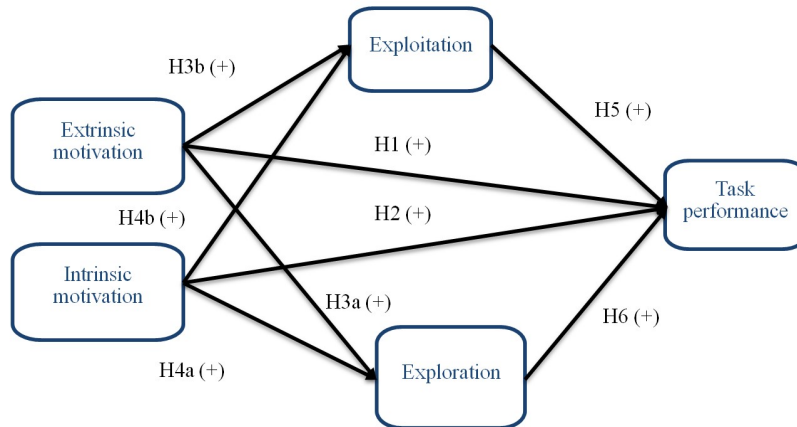 Exploitation
H3b (+)
H5 (+)
Extrinsic
motivation
H1 (+)
Task
performance
H4b (+)
H2 (+)
Intrinsic
motivation
H3a (+)
H6 (+)
H4a (+)
Exploration